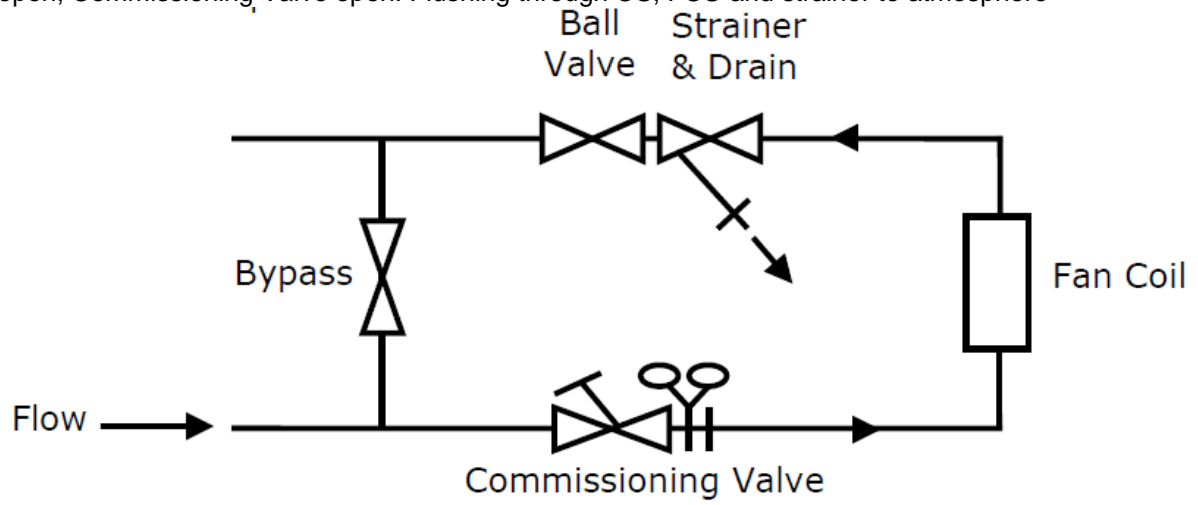 open, Commissioning Valve open. Flushing through CS, FCU and strainer to atmosphere
Ball Valve
Strainer & Drain
Bypass
Fan Coil
Flow
Commissioning Valve